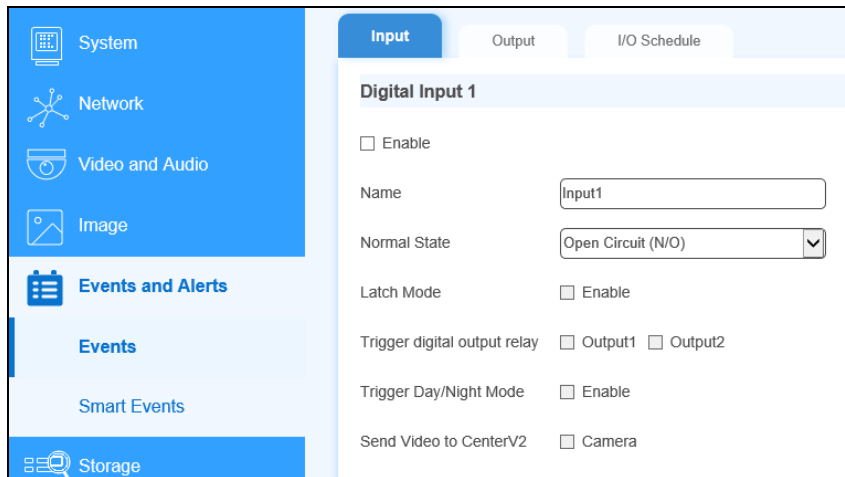 System
Network
Video and Audio
Image
Events and Alerts
Events
Smart Events
Storage
Input Output I/O Schedule
Digital Input 1
Enable
Name Input1
Normal State Open Circuit (N/O)
Latch Mode Enable
Trigger digital output relay Output1 Output2
Trigger Day/Night Mode Enable
Send Video to CenterV2 Camera